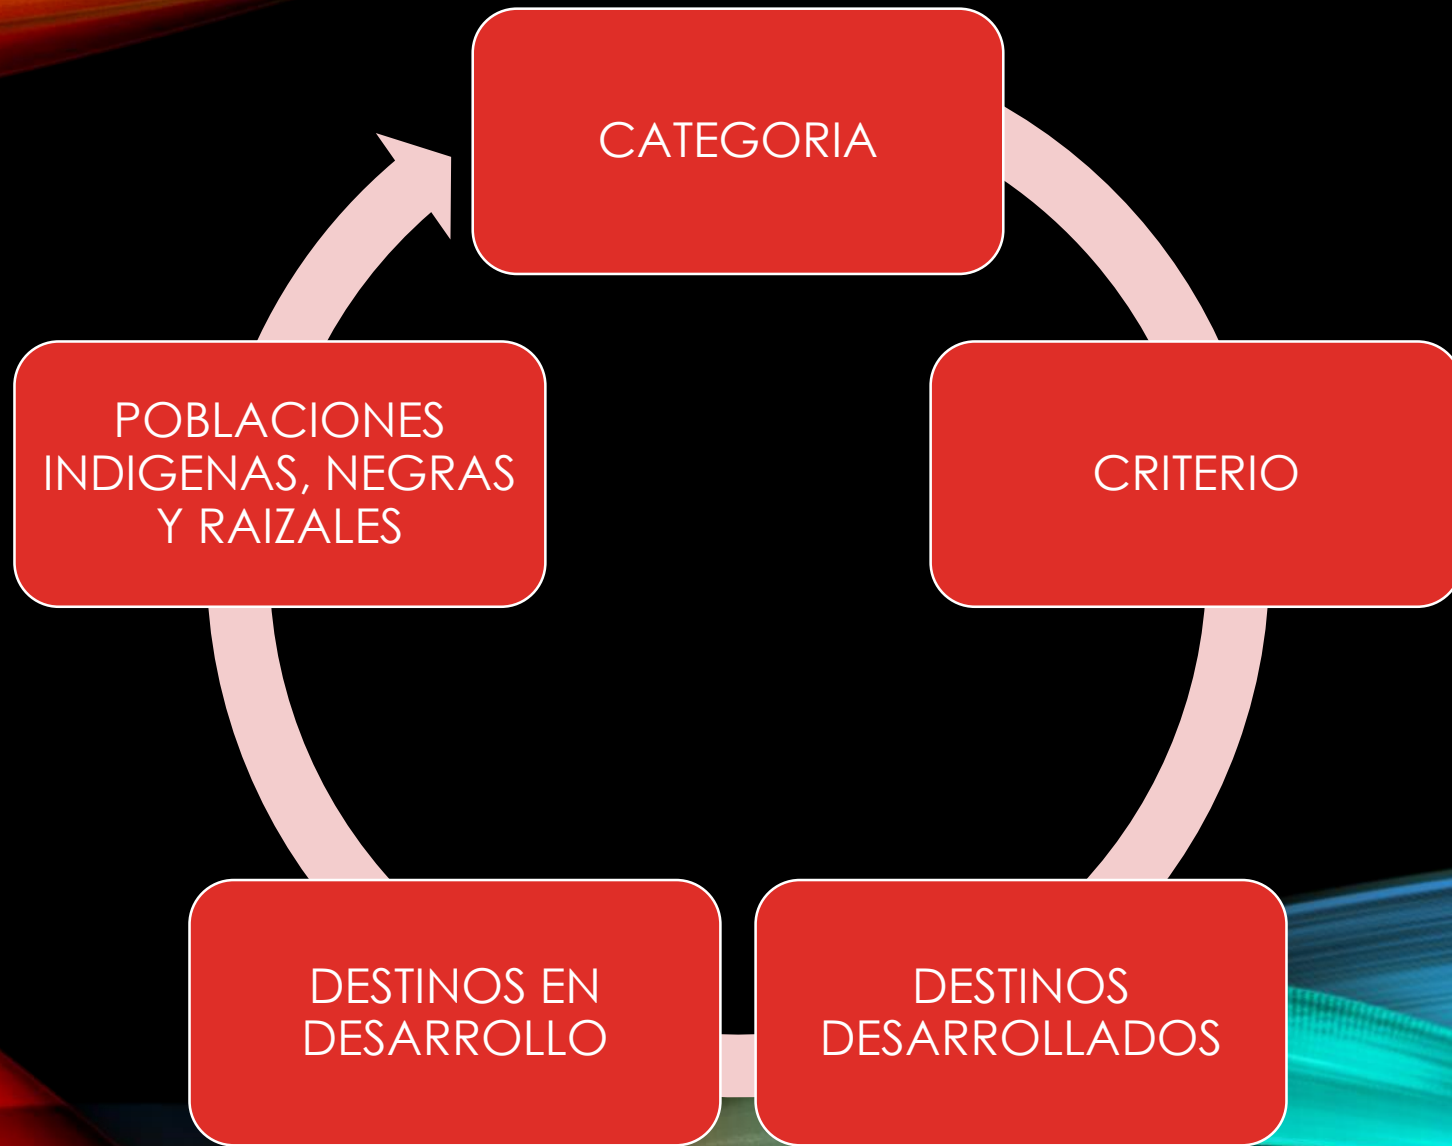 CATEGORIA
CRITERIO
DESTINOS
DESARROLLADOS
DESTINOS EN
DESARROLLO
POBLACIONES
INDIGENAS, NEGRAS
Y RAIZALES